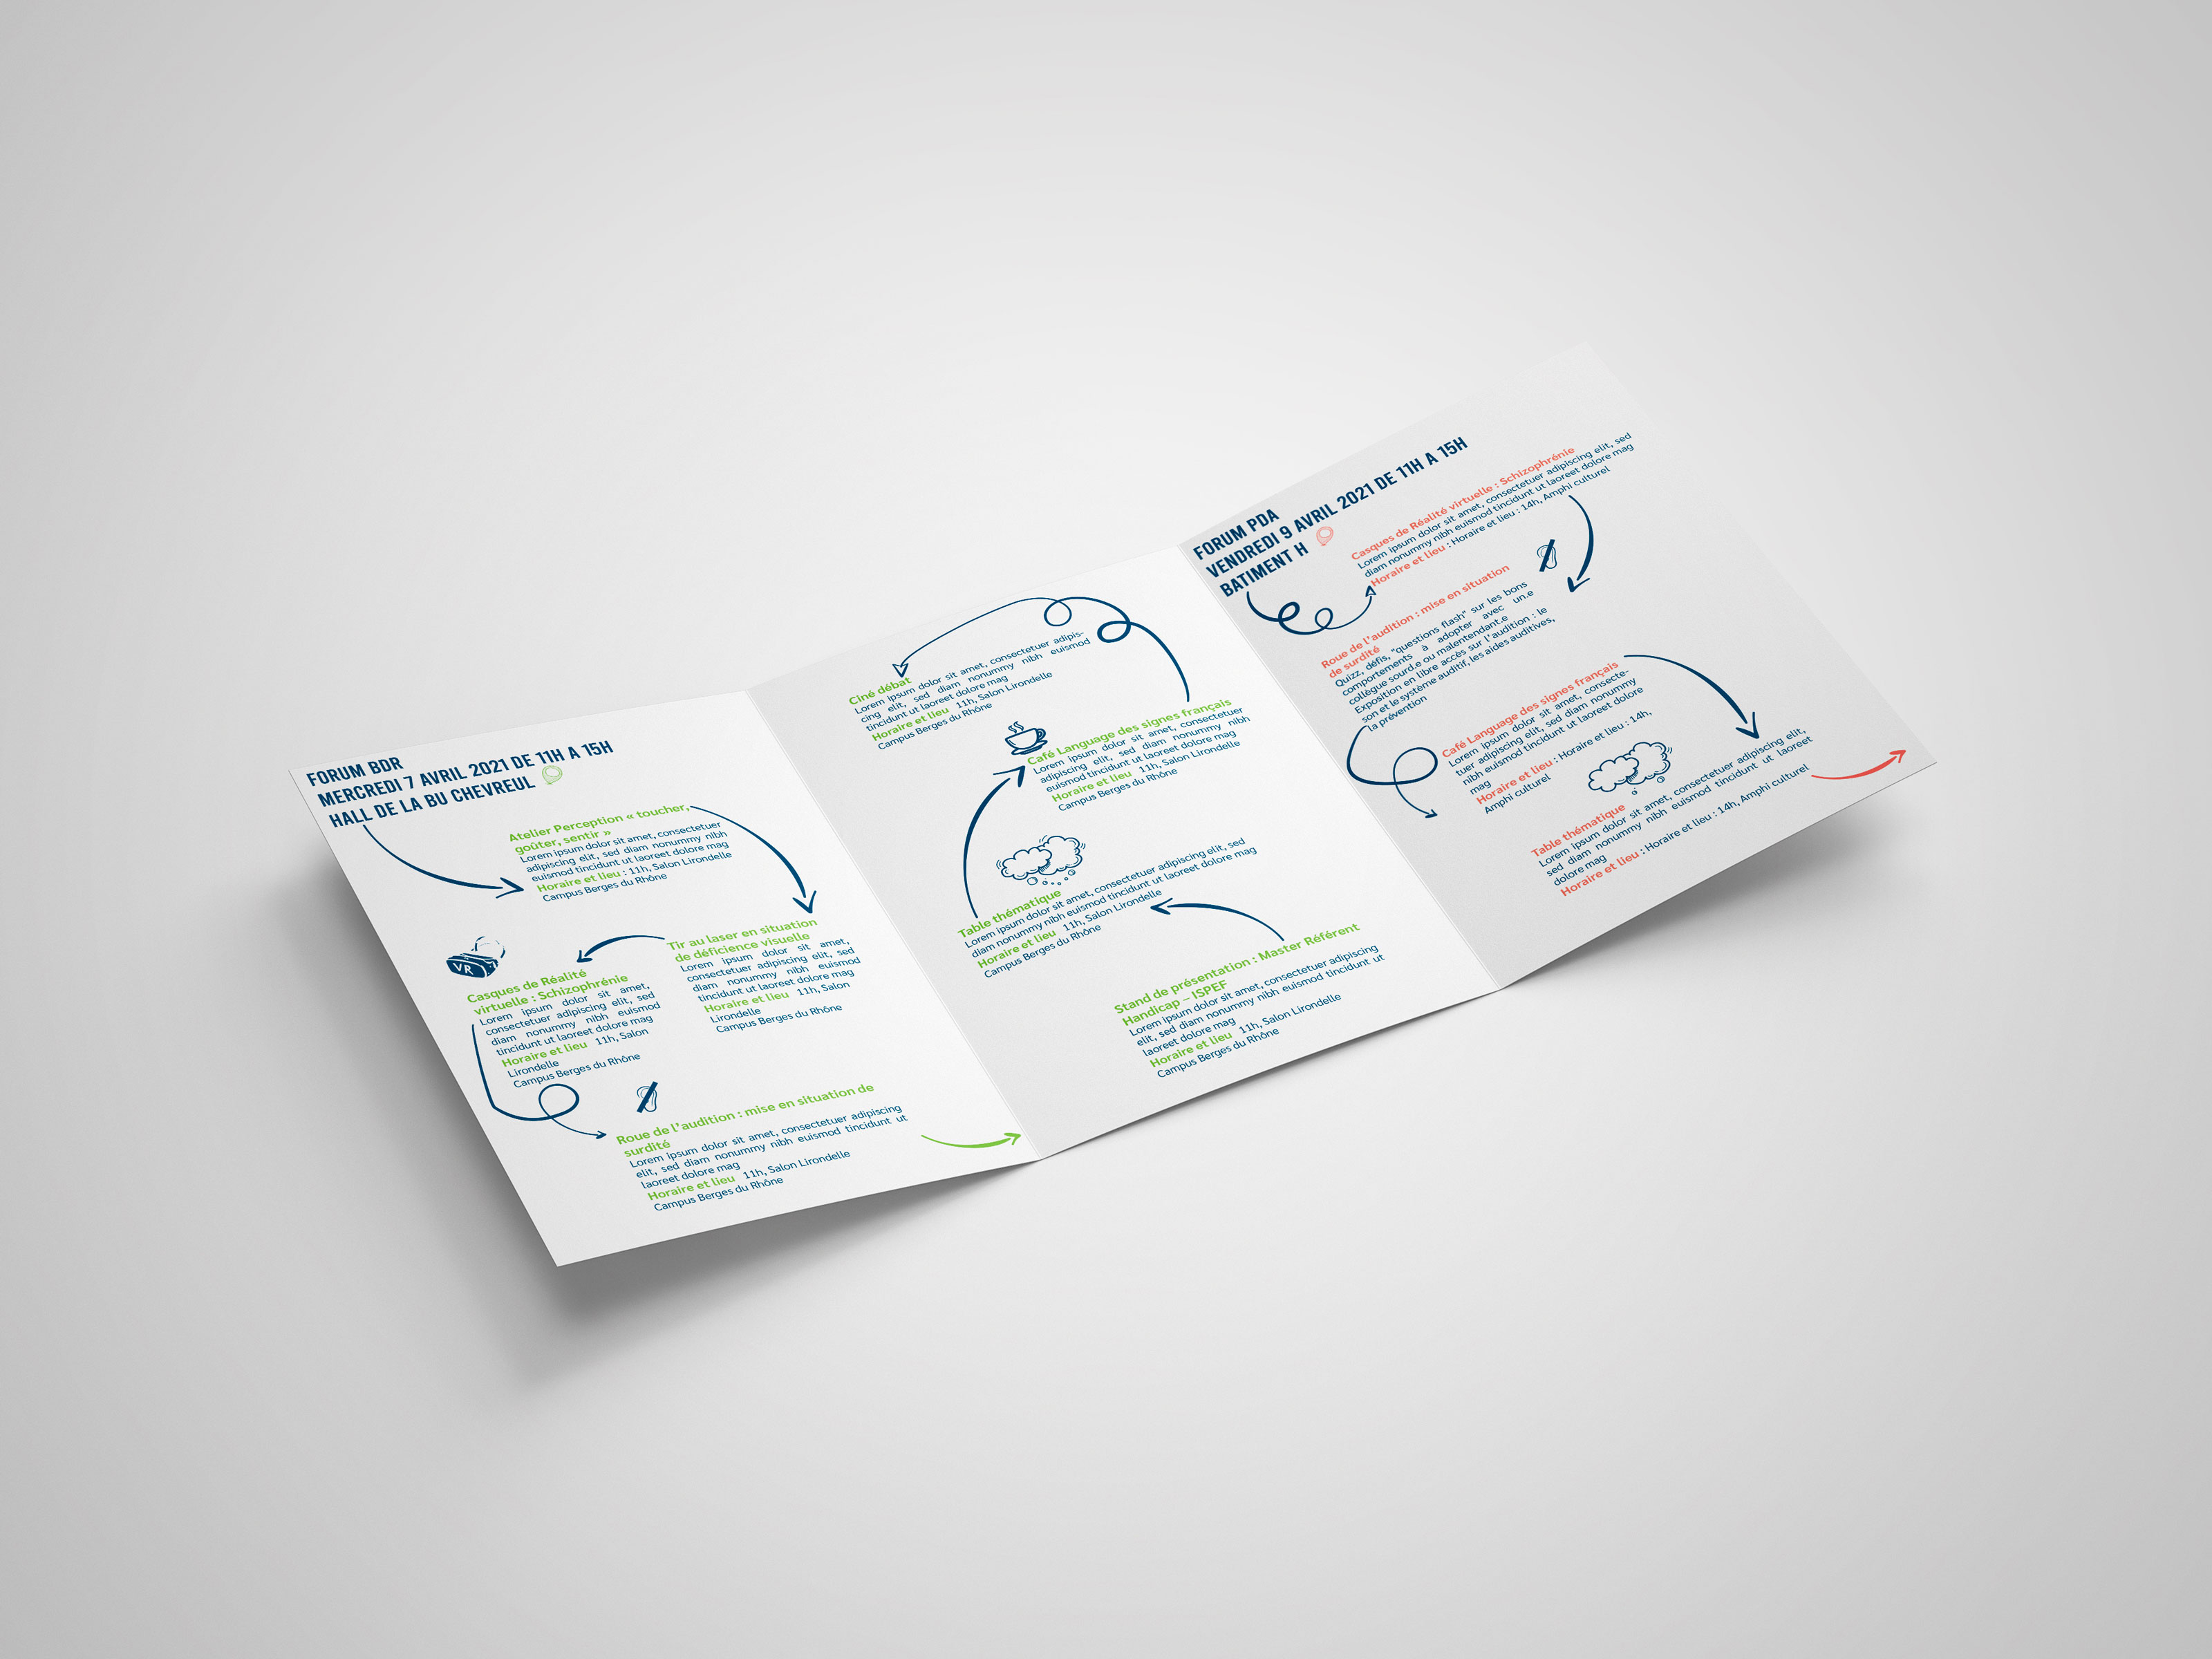 FORUM BDR
MERCREDI 7 AVRIL 2021 DE 11H A 15H
HALL DE LA BU CHEVREUL
Atelier Perception « toucher,
goûter, sentir »
Lorem ipsum dolor sit amet, consectetuer
adipiscing elit, sed diam nonummy nibh
euismod tincidunt ut laoreet dolore mag
Horaire et lieu : 11h, Salon Lirondelle
Campus Berges du Rhône
Tir au laser en situation
de déficience visuelle
Lorem ipsum dolor sit amet,
consectetuer adipiscing elit, sed
diam nonummy nibh euismod
tincidunt ut laoreet dolore mag
Horaire et lieu 11h, Salon
Lirondelle
Campus Berges du Rhône
VR
Casques de Réalité
virtuelle : Schizophrénie
Lorem ipsum dolor sit amet,
consectetuer adipiscing elit, sed
diam nonummy nibh euismod
tincidunt ut laoreet dolore mag
Horaire et lieu 11h, Salon
Lirondelle
Campus Berges du Rhône
Roue de l'audition : mise en situation de
surdité
Lorem ipsum dolor sit amet, consectetuer adipiscing
elit, sed diam nonummy nibh euismod tincidunt ut
laoreet dolore mag
Horaire et lieu 11h, Salon Lirondelle
Campus Berges du Rhône
Ciné débat
Lorem ipsum dolor sit amet, consectetuer adipis-
cing elit, sed diam nonummy nibh euismod
tincidunt ut laoreet dolore mag
Horaire et lieu 11h, Salon Lirondelle
Campus Berges du Rhône
Café Language des signes français
Lorem ipsum dolor sit amet, consectetuer
adipiscing elit, sed diam nonummy nibh
euismod tincidunt ut laoreet dolore mag
Horaire et lieu 11h, Salon Lirondelle
Campus Berges du Rhône
Table thématique
Lorem ipsum dolor sit amet, consectetuer adipiscing elit, sed
diam nonummy nibh euismod tincidunt ut laoreet dolore mag
Horaire et lieu 11h, Salon Lirondelle
Campus Berges du Rhône
Stand de présentation : Master Référent
Handicap – ISPEF
Lorem ipsum dolor sit amet, consectetuer adipiscing
elit, sed diam nonummy nibh euismod tincidunt ut
laoreet dolore mag
Horaire et lieu 11h, Salon Lirondelle
Campus Berges du Rhône
FORUM PDA
VENDREDI 9 AVRIL 2021 DE 11H A 15H
BATIMENT H
Casques de Réalité virtuelle : Schizophrénie
Lorem ipsum dolor sit amet, consectetuer adipiscing elit, sed
diam nonummy nibh euismod tincidunt ut laoreet dolore mag
Horaire et lieu : Horaire et lieu : 14h, Amphi culturel
Roue de l'audition : mise en situation
de surdité
Quizz, défis, "questions flash" sur les bons
comportements à adopter avec un.e
collègue sourd.e ou malentendant.e
Exposition en libre accès sur l'audition : le
son et le système auditif, les aides auditives,
la prévention
Café Language des signes français
Lorem ipsum dolor sit amet, consecte-
tuer adipiscing elit, sed diam nonummy
nibh euismod tincidunt ut laoreet dolore
mag
Horaire et lieu : Horaire et lieu : 14h,
Amphi culturel
Table thématique
Lorem ipsum dolor sit amet, consectetuer adipiscing elit,
sed diam nonummy nibh euismod tincidunt ut laoreet
dolore mag
Horaire et lieu : Horaire et lieu : 14h, Amphi culturel